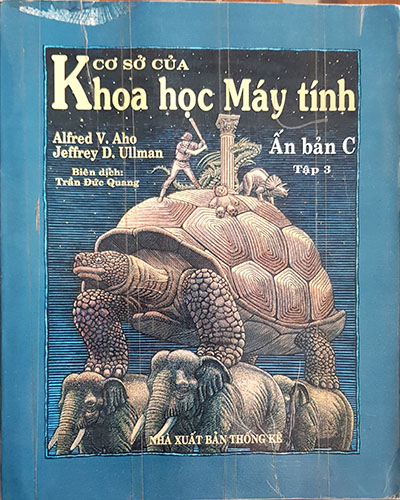 CƠ SỞ CỦA
Khoa học Máy tính
Alfred V. Aho
Jeffrey D. Ullman
Biên dịch:
Trần Đức Quang
Ấn bản C
Tập 3
NHÀ XUẤT BẢN THỐNG KÊ